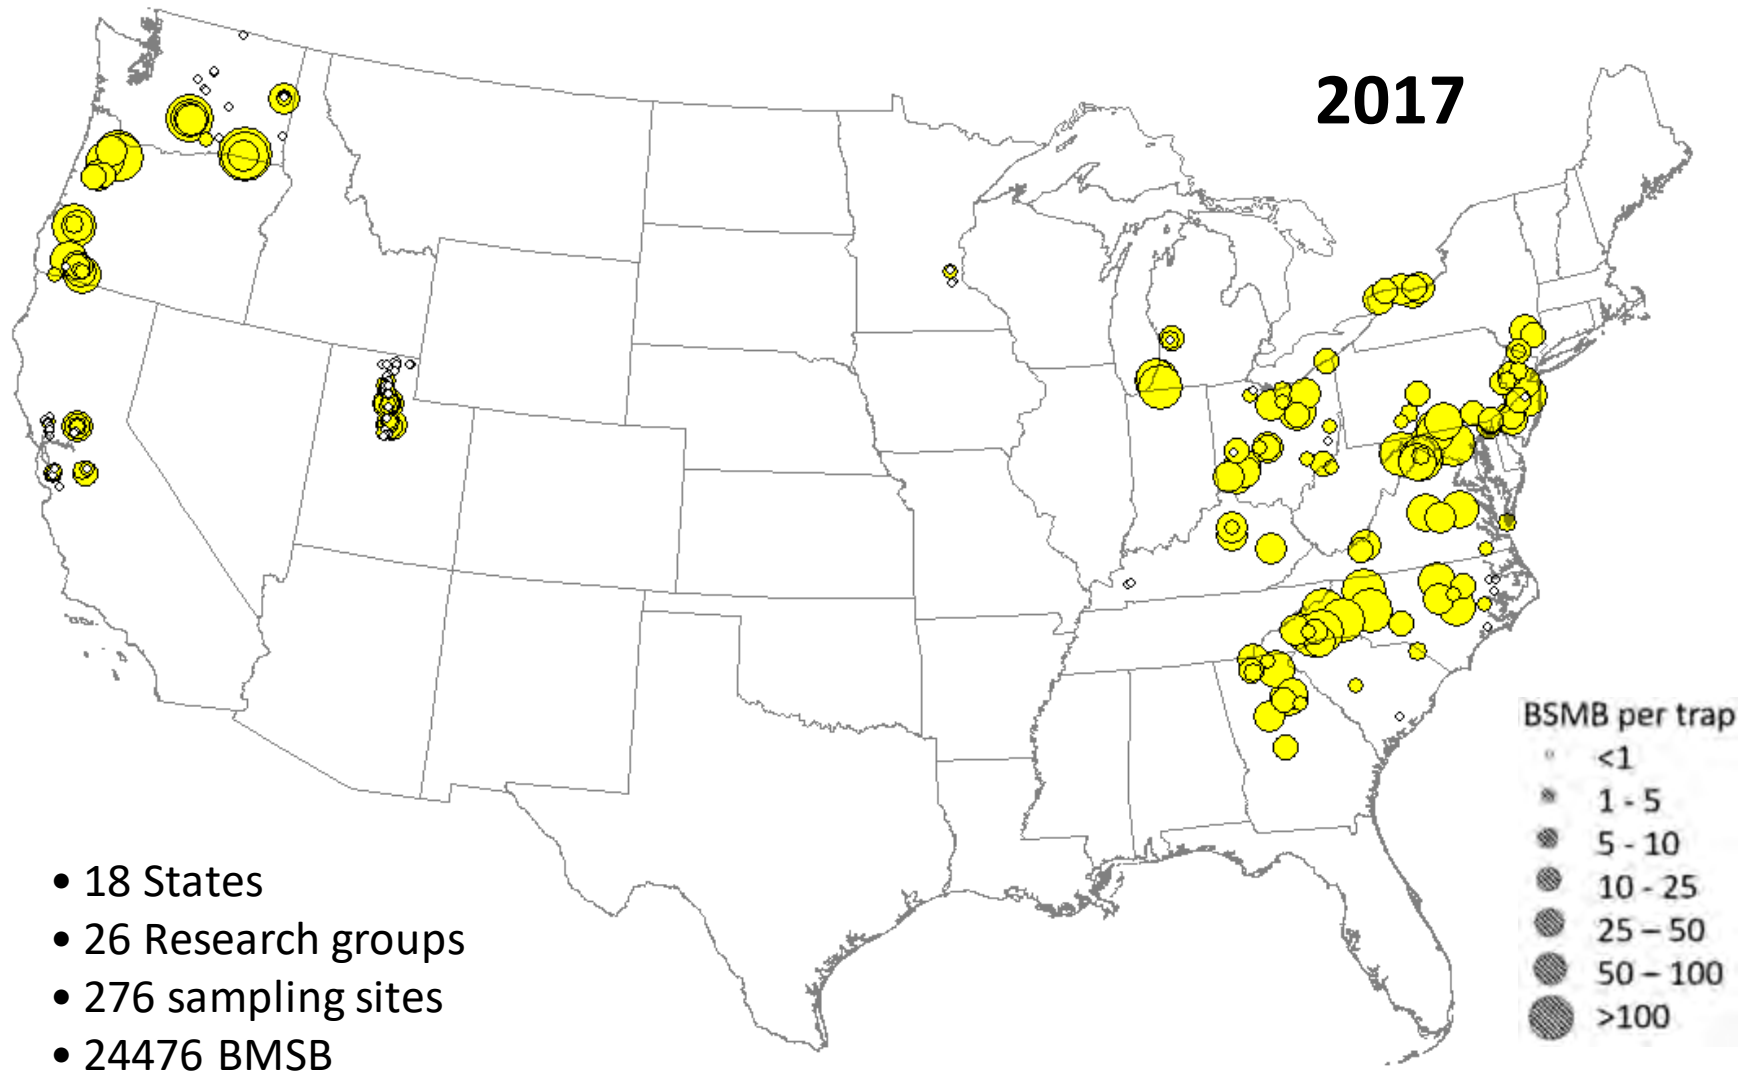 2017
BSMB per trap
<1
1 - 5
5 - 10
10 - 25
25 – 50
50 – 100
>100
• 18 States
• 26 Research groups
• 276 sampling sites
• 24476 BMSB